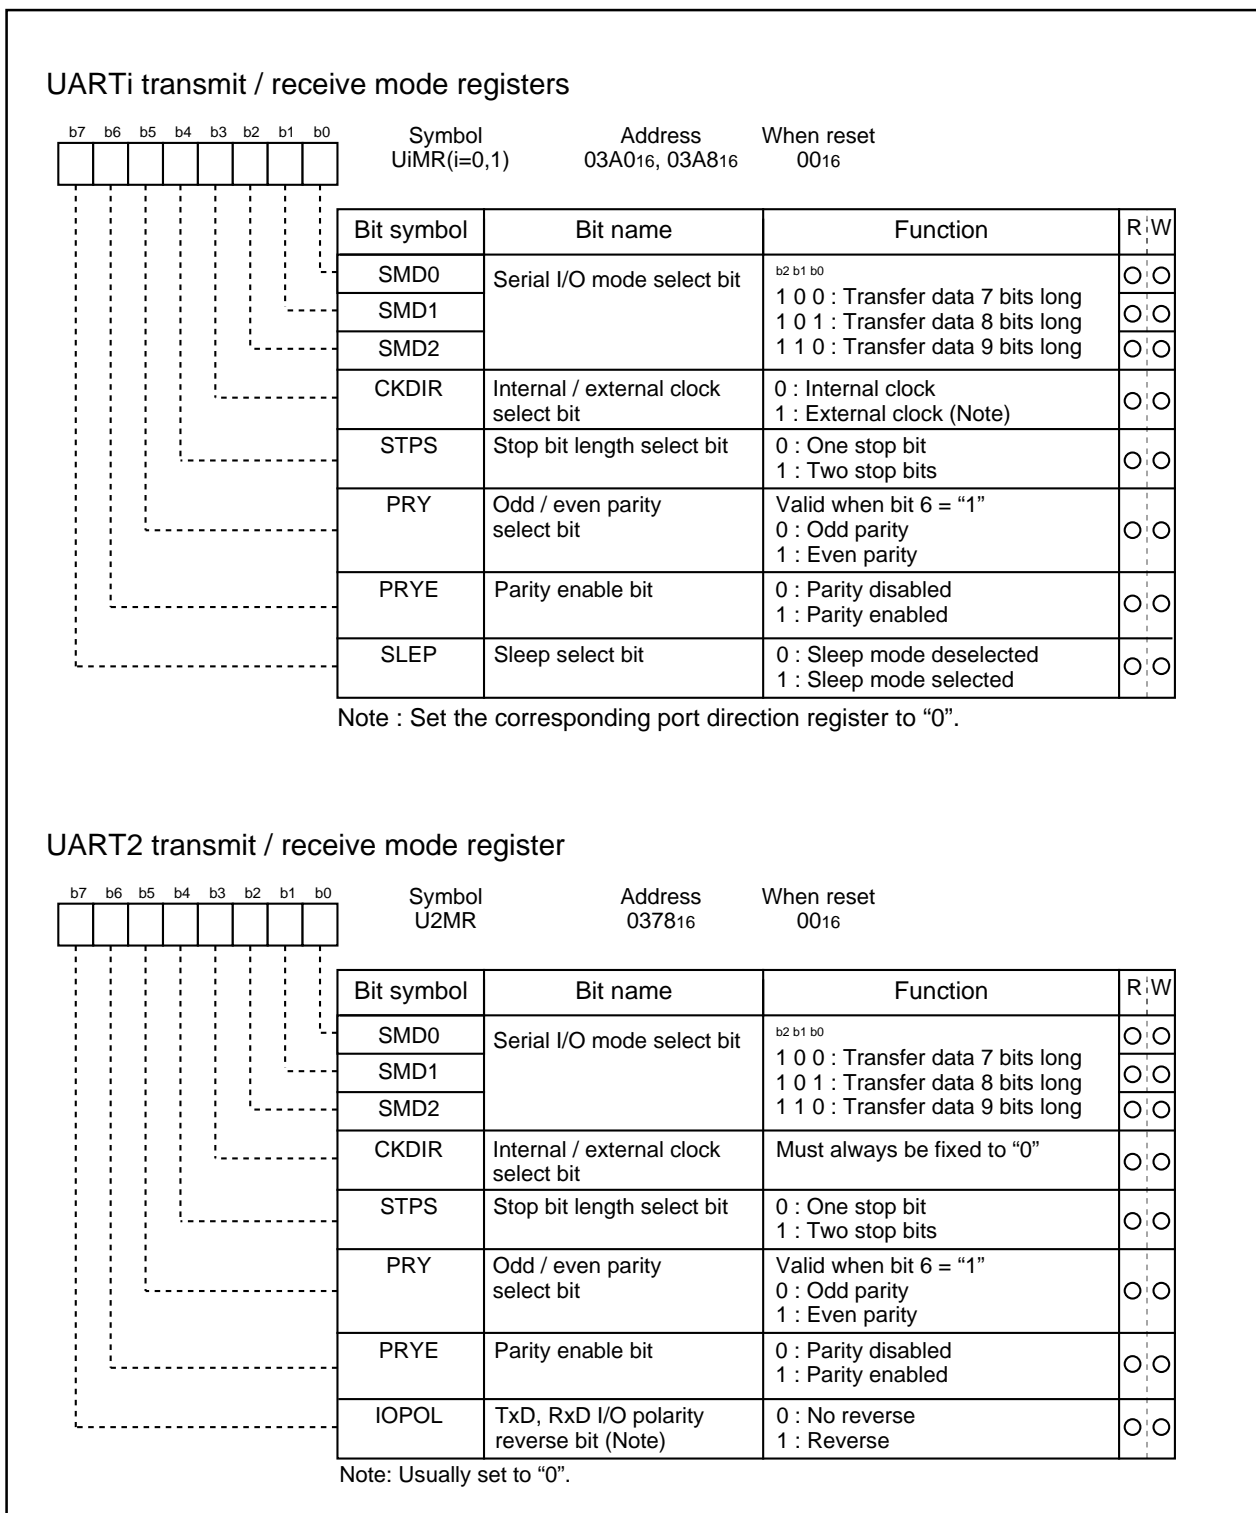 UARTi transmit / receive mode registers
b7 b6 b5 b4 b3 b2 b1 b0
Symbol Address When reset
UiMR(i=0,1) 03A016, 03A816 0016
Bit symbol Bit name Function R W
SMD0 Serial I/O mode select bit b2 b1 b0
1 0 0 : Transfer data 7 bits long
SMD1 1 0 1 : Transfer data 8 bits long
SMD2 1 1 0 : Transfer data 9 bits long
CKDIR Internal / external clock 0 : Internal clock
select bit 1 : External clock (Note)
STPS Stop bit length select bit 0 : One stop bit
1 : Two stop bits
PRY Odd / even parity Valid when bit 6 = “1”
select bit 0 : Odd parity
1 : Even parity
PRYE Parity enable bit 0 : Parity disabled
1 : Parity enabled
SLEP Sleep select bit 0 : Sleep mode deselected
1 : Sleep mode selected
Note : Set the corresponding port direction register to “0”.
UART2 transmit / receive mode register
b7 b6 b5 b4 b3 b2 b1 b0
Symbol Address When reset
U2MR 037816 0016
Bit symbol Bit name Function R W
SMD0 Serial I/O mode select bit b2 b1 b0
1 0 0 : Transfer data 7 bits long
SMD1 1 0 1 : Transfer data 8 bits long
SMD2 1 1 0 : Transfer data 9 bits long
CKDIR Internal / external clock Must always be fixed to “0”
select bit
STPS Stop bit length select bit 0 : One stop bit
1 : Two stop bits
PRY Odd / even parity Valid when bit 6 = “1”
select bit 0 : Odd parity
1 : Even parity
PRYE Parity enable bit 0 : Parity disabled
1 : Parity enabled
IOPOL TxD, RxD I/O polarity 0 : No reverse
reverse bit (Note) 1 : Reverse
Note: Usually set to “0”.